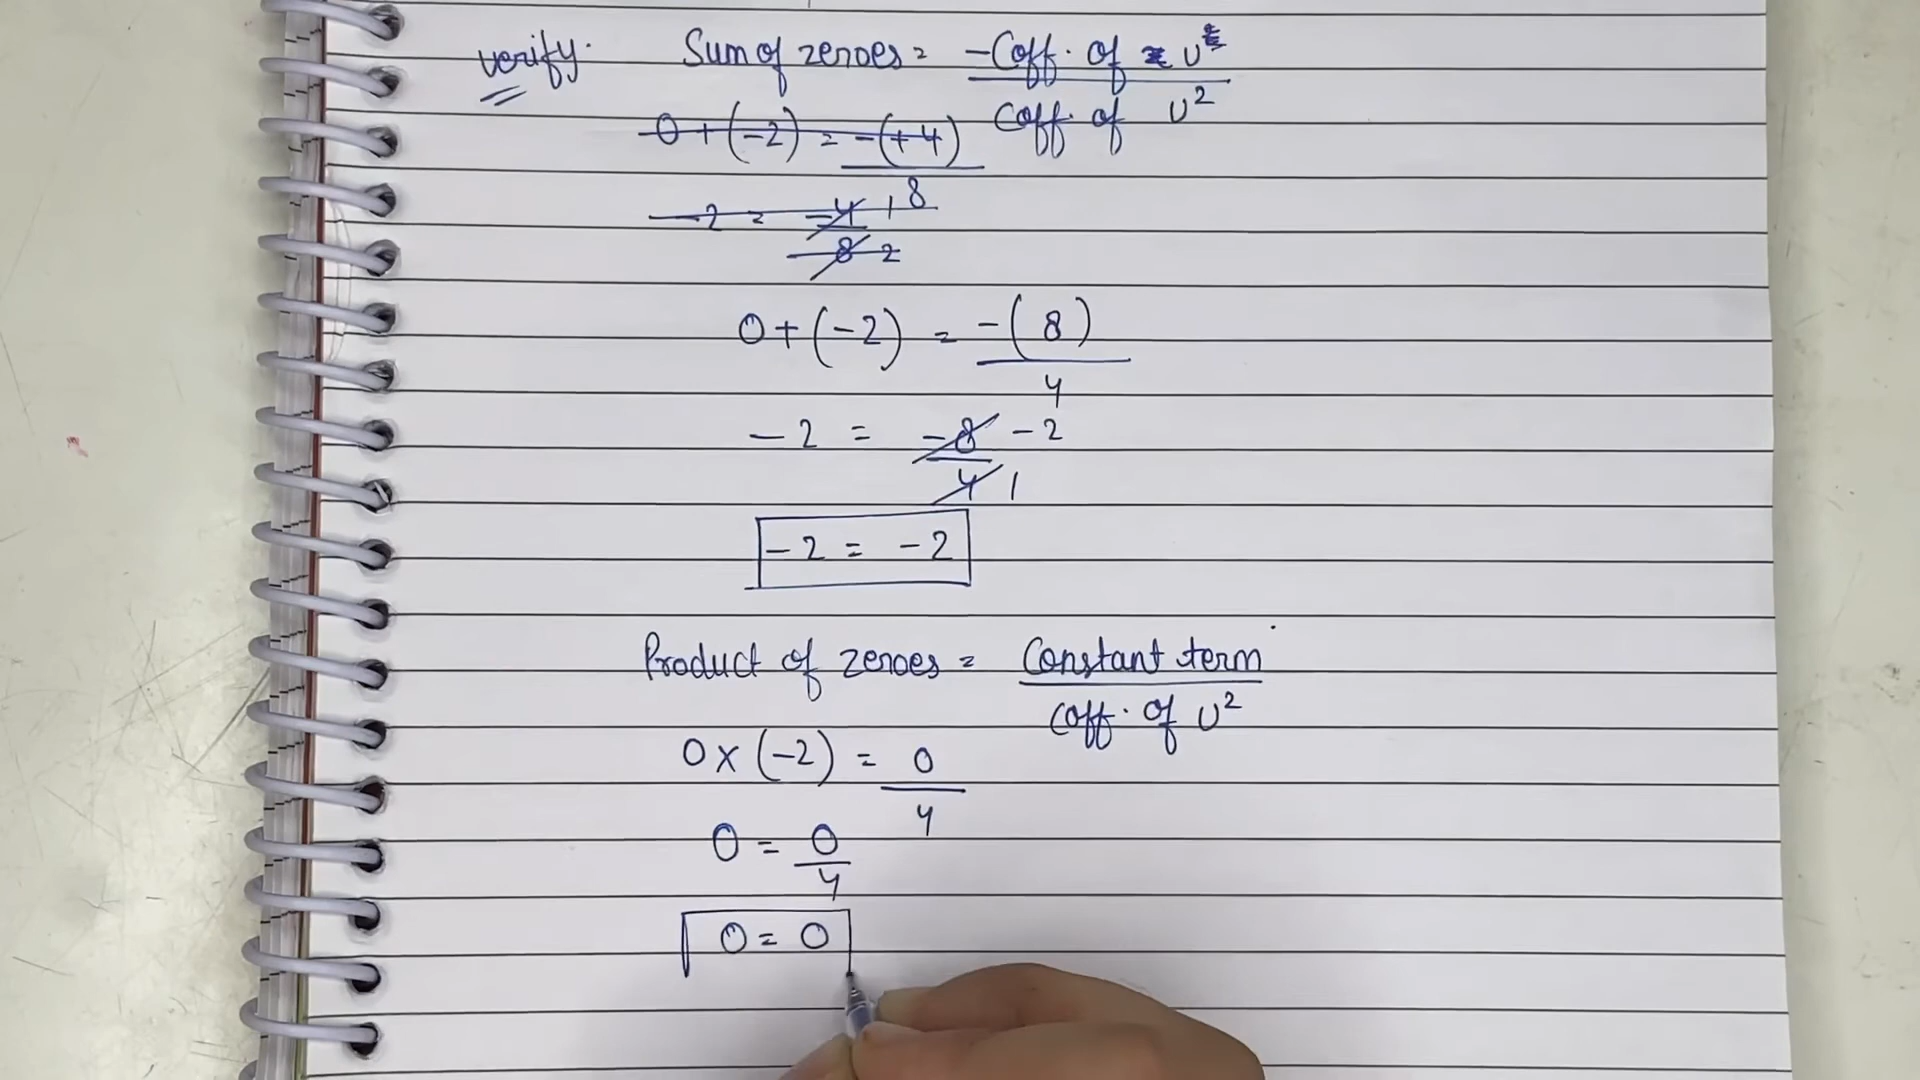 verify. Sum of zeroes = -Coff. of u
Coff. of u²
0 + (-2) = -(+4)
8
-2 = -4 1
8 2
0 + (-2) = -(8)
4
-2 = -8 -2
4 1
-2 = -2
Product of zeroes = Constant term
Coff. of u²
0 x (-2) = 0
4
0 = 0
4
0 = 0